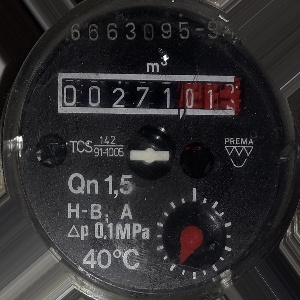 6663095-9
m³
00271013
TCS 142
91-1005
PREMA
Qn 1,5
H-B, A
Δp 0.1MPa
40°C